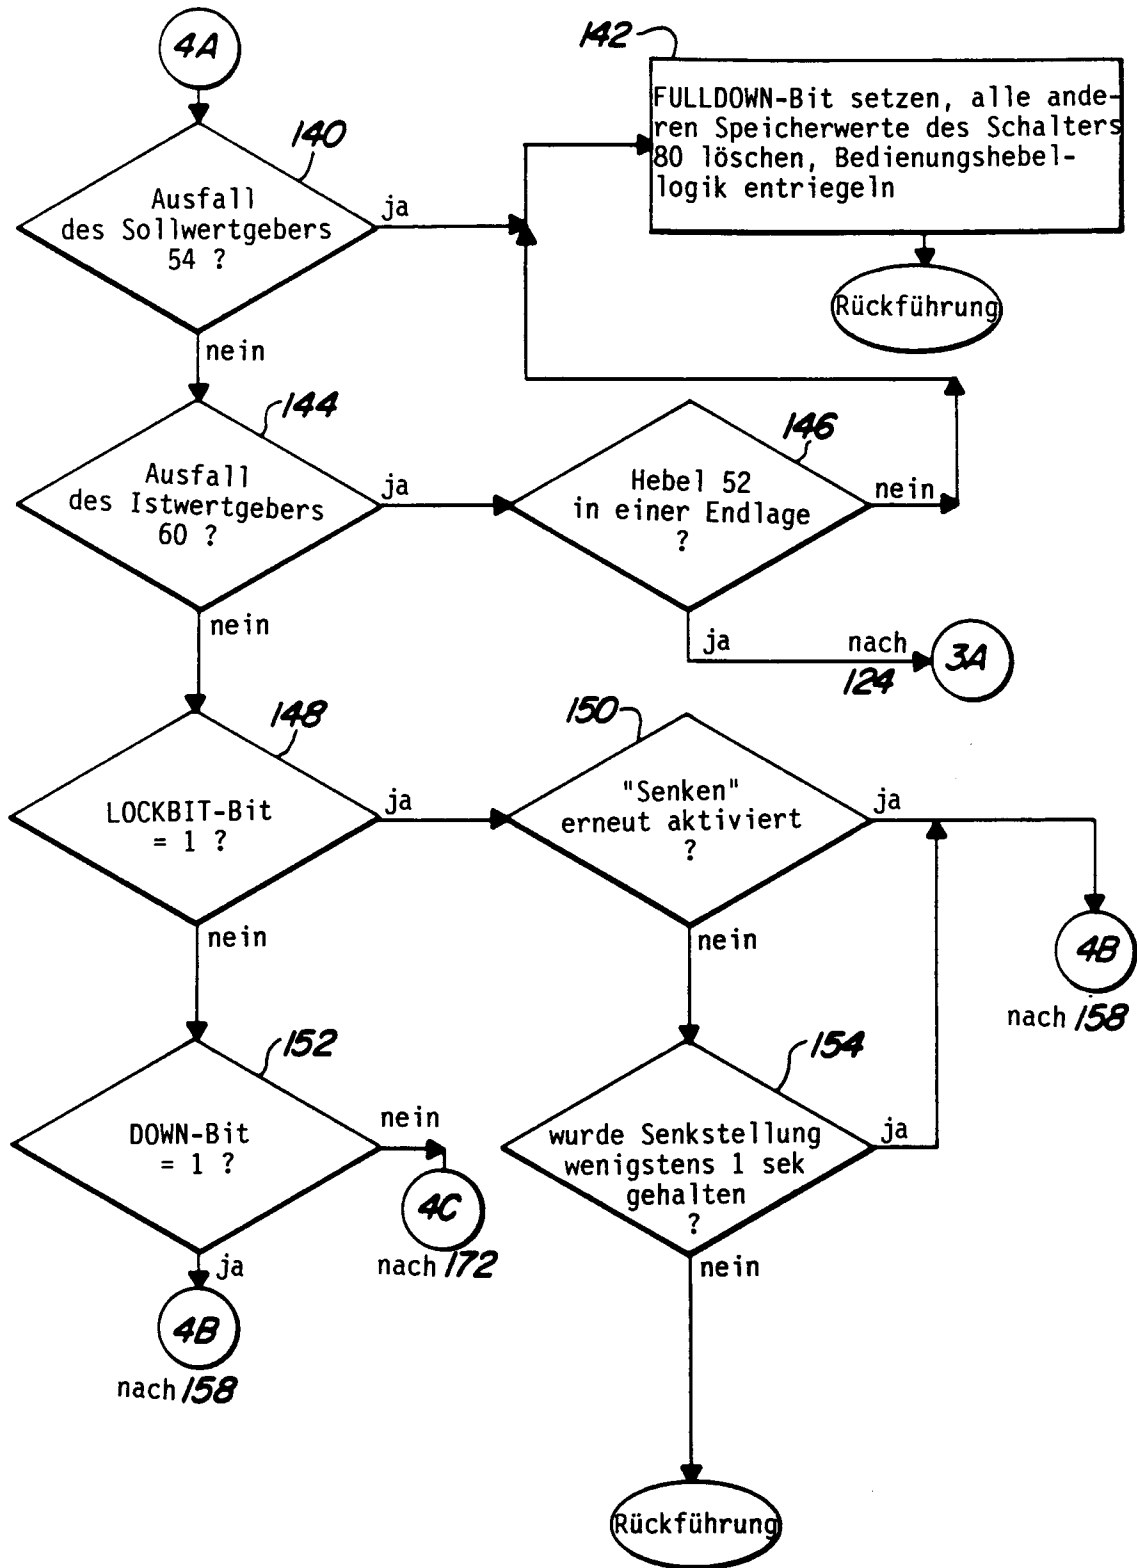 4A
142
FULLDOWN-Bit setzen, alle ande-
ren Speicherwerte des Schalters
80 löschen, Bedienungshebel-
logik entriegeln
140
Ausfall
des Sollwertgebers
54 ?
ja
Rückführung
nein
144
Ausfall
des Istwertgebers
60 ?
ja
146
Hebel 52
in einer Endlage
?
nein
nein
ja
nach
124
3A
148
LOCKBIT-Bit
= 1 ?
ja
150
"Senken"
erneut aktiviert
?
ja
nein
nein
4B
nach 158
152
DOWN-Bit
= 1 ?
nein
4C
nach 172
154
wurde Senkstellung
wenigstens 1 sek
gehalten
?
ja
ja
4B
nach 158
nein
Rückführung